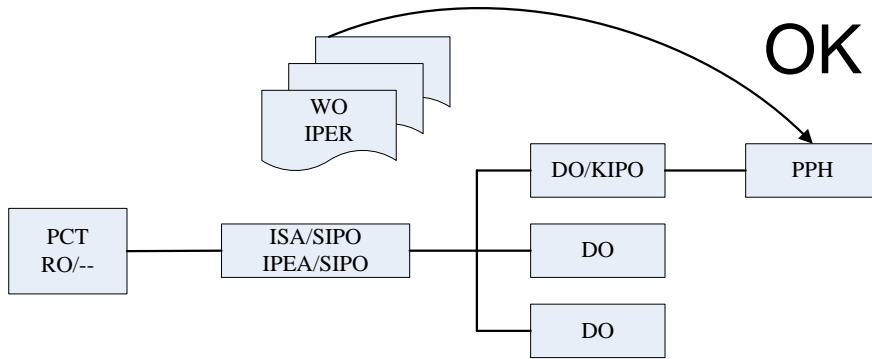 OK
WO
IPER
DO/KIPO
PPH
PCT
RO/--
ISA/SIPO
IPEA/SIPO
DO
DO